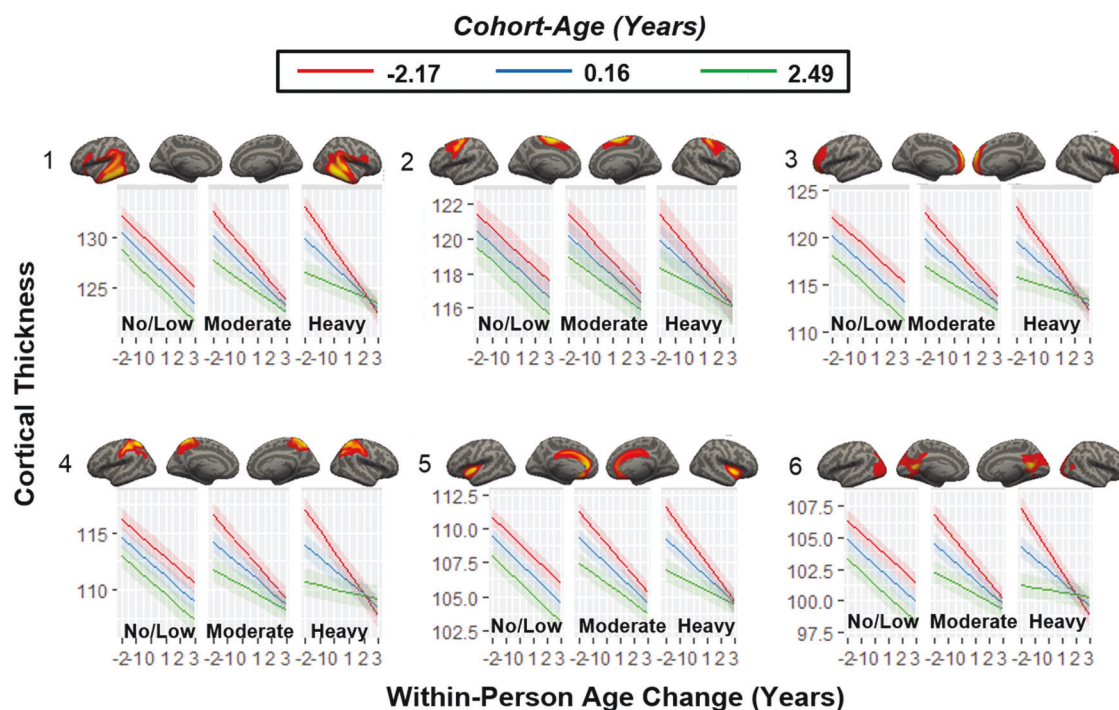 Cohort-Age (Years)
-2.17 0.16 2.49
1 2 3
130
125
122
120
118
116
125
120
115
110
No/Low Moderate Heavy
No/Low Moderate Heavy
No/Low Moderate Heavy
-2-10 1 2 3 -2-10 1 2 3 -2-10 1 2 3
-2-10 1 2 3 -2-10 1 2 3 -2-10 1 2 3
-2-10 1 2 3 -2-10 1 2 3 -2-10 1 2 3
Cortical Thickness
4 5 6
115
110
112.5
110.0
107.5
105.0
102.5
107.5
105.0
102.5
100.0
97.5
No/Low Moderate Heavy
No/Low Moderate Heavy
No/Low Moderate Heavy
-2-10 1 2 3 -2-10 1 2 3 -2-10 1 2 3
-2-10 1 2 3 -2-10 1 2 3 -2-10 1 2 3
-2-10 1 2 3 -2-10 1 2 3 -2-10 1 2 3
Within-Person Age Change (Years)